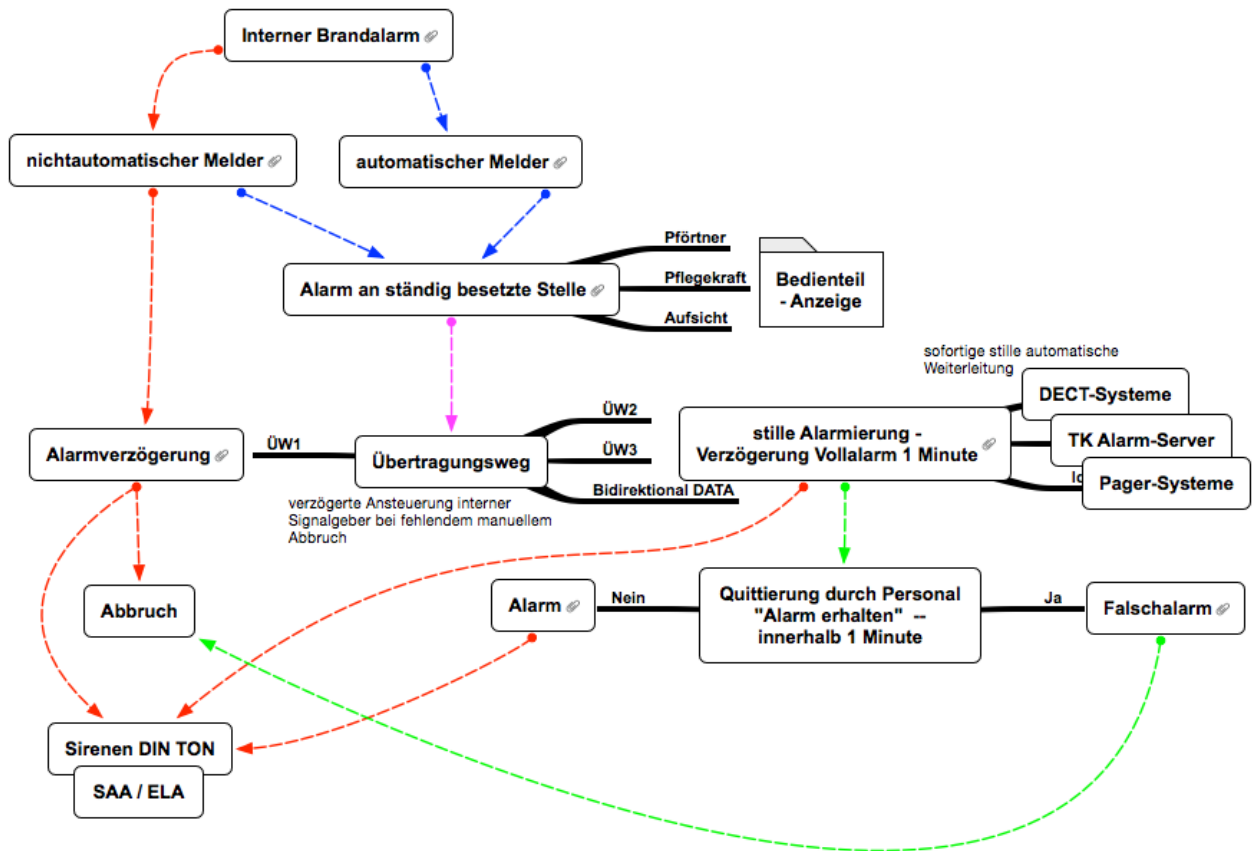 Interner Brandalarm
nichtautomatischer Melder
automatischer Melder
Pförtner
Alarm an ständig besetzte Stelle
Pflegekraft
Aufsicht
Bedienteil
- Anzeige
sofortige stille automatische
Weiterleitung
DECT-Systeme
TK Alarm-Server
Pager-Systeme
stille Alarmierung -
Verzögerung Vollalarm 1 Minute
Alarmverzögerung
ÜW1
Übertragungsweg
ÜW2
ÜW3
Bidirektional DATA
verzögerte Ansteuerung interner
Signalgeber bei fehlendem manuellem
Abbruch
Abbruch
Alarm
Nein
Quittierung durch Personal
"Alarm erhalten" --
innerhalb 1 Minute
Ja
Falschalarm
Sirenen DIN TON
SAA / ELA